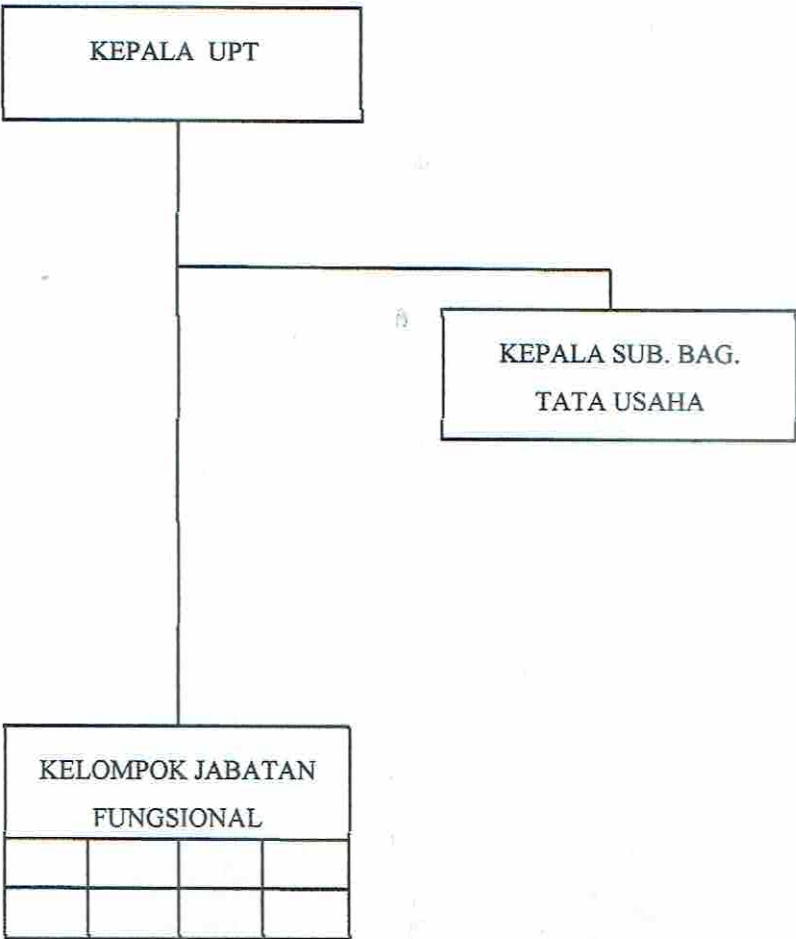 KEPALA UPT
KEPALA SUB. BAG.
TATA USAHA
KELOMPOK JABATAN
FUNGSIONAL